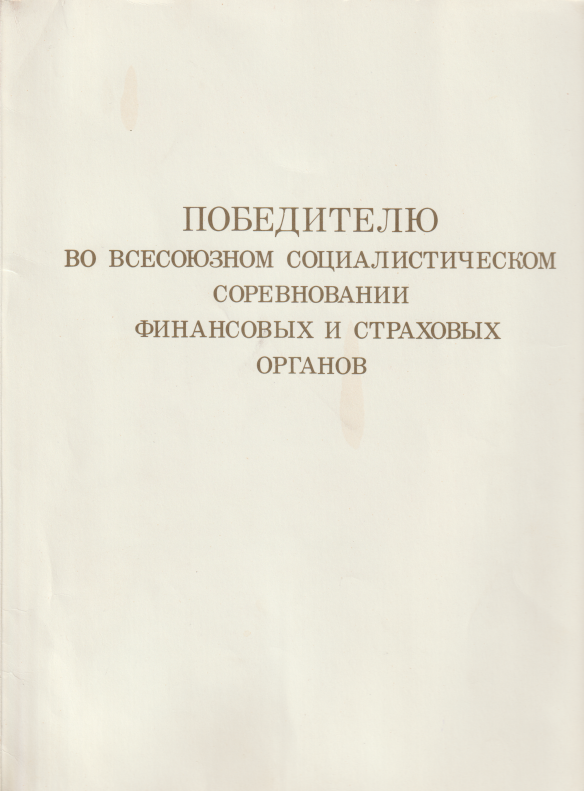 ПОБЕДИТЕЛЮ
ВО ВСЕСОЮЗНОМ СОЦИАЛИСТИЧЕСКОМ
СОРЕВНОВАНИИ
ФИНАНСОВЫХ И СТРАХОВЫХ
ОРГАНОВ